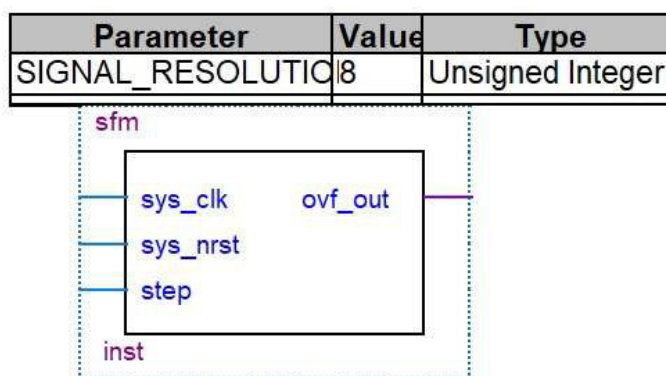 Parameter Value Type
SIGNAL_RESOLUTIO 8 Unsigned Integer
sfm
sys_clk ovf_out
sys_nrst
step
inst